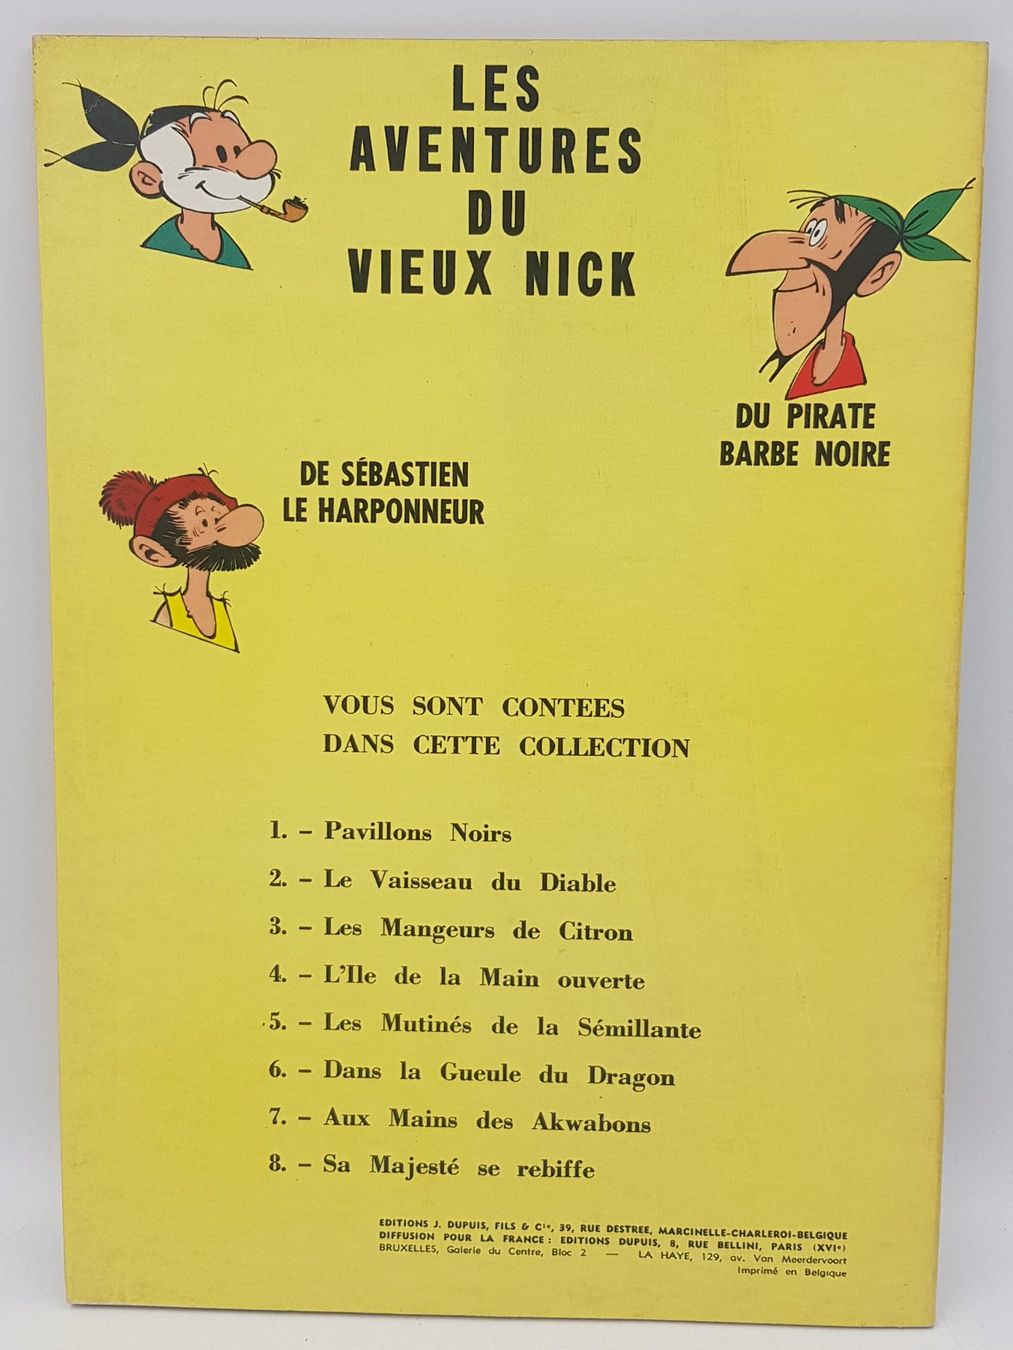 LES
AVENTURES
DU
VIEUX NICK
DU PIRATE
BARBE NOIRE
DE SÉBASTIEN
LE HARPONNEUR
VOUS SONT CONTEES
DANS CETTE COLLECTION
1. – Pavillons Noirs
2. – Le Vaisseau du Diable
3. – Les Mangeurs de Citron
4. – L'Ile de la Main ouverte
5. – Les Mutinés de la Sémillante
6. – Dans la Gueule du Dragon
7. – Aux Mains des Akwabons
8. – Sa Majesté se rebiffe
EDITIONS J. DUPUIS, FILS & Cie, 39, RUE DESTREE, MARCINELLE-CHARLEROI-BELGIQUE
DIFFUSION POUR LA FRANCE : EDITIONS DUPUIS, 8, RUE BELLINI, PARIS (XVIe)
BRUXELLES, Galerie du Centre, Bloc 2 — LA HAYE, 129, av. Van Meerdervoort
Imprimé en Belgique